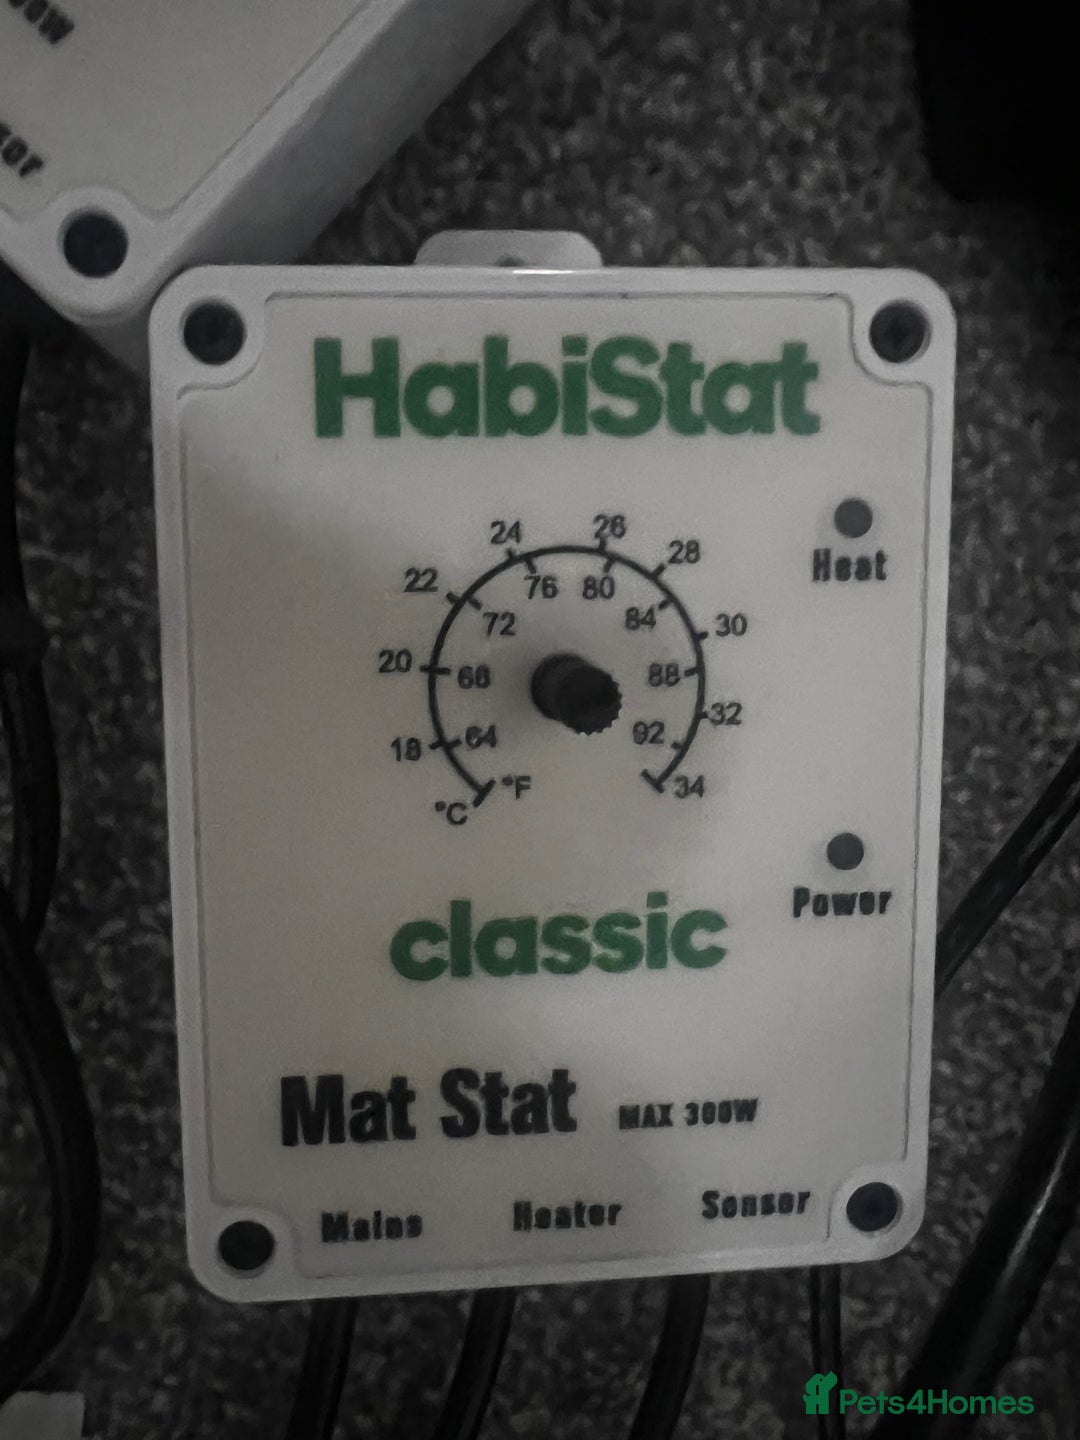 HabiStat
Heat
24 26 28
22 76 80 84 30
72
20 68 88 32
18 64 92
°C °F 34
Power
classic
Mat Stat MAX 300W
Mains Heater Sensor
Pets4Homes